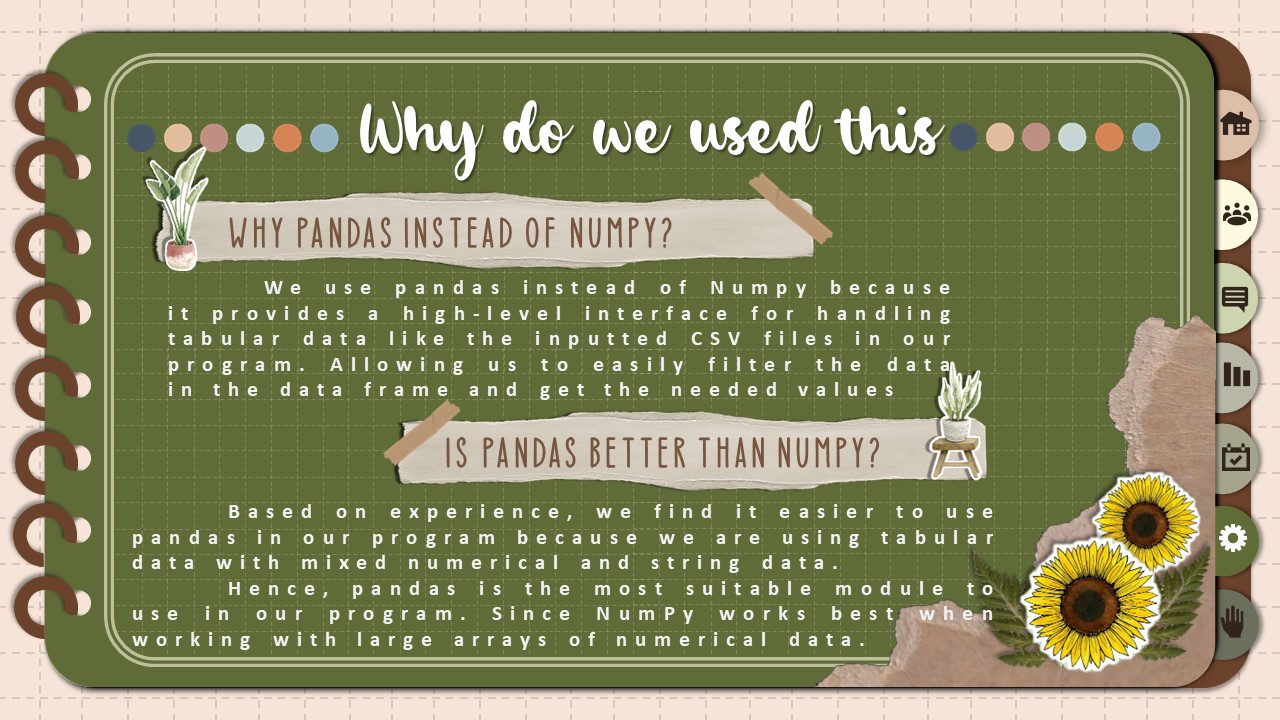 Why do we used this
WHY PANDAS INSTEAD OF NUMPY?
We use pandas instead of Numpy because
it provides a high-level interface for handling
tabular data like the inputted CSV files in our
program. Allowing us to easily filter the data
in the data frame and get the needed values
IS PANDAS BETTER THAN NUMPY?
Based on experience, we find it easier to use
pandas in our program because we are using tabular
data with mixed numerical and string data.
Hence, pandas is the most suitable module to
use in our program. Since NumPy works best when
working with large arrays of numerical data.